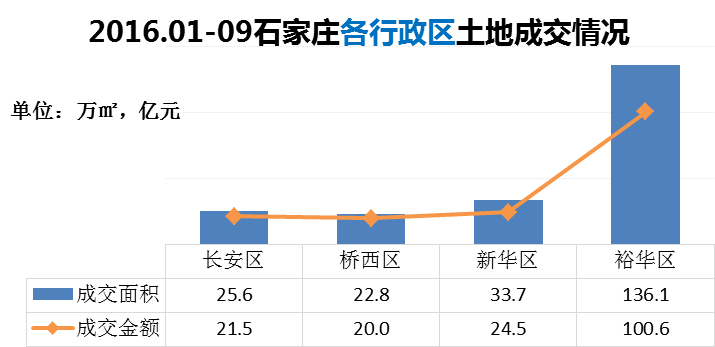 2016.01-09石家庄各行政区土地成交情况
单位：万㎡，亿元
长安区 桥西区 新华区 裕华区
成交面积 25.6 22.8 33.7 136.1
成交金额 21.5 20.0 24.5 100.6